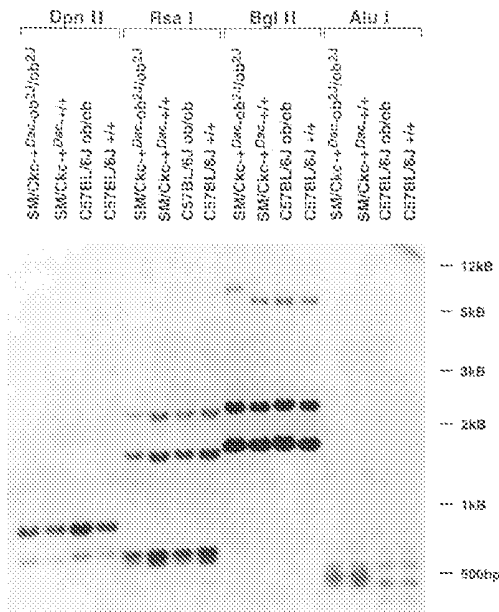 Dpn II
Rsa I
Bgl II
Alu I
SM/Ckc-+Dac-ob2J/ob2J
SM/Ckc-+Dac-+/+
C57BL/6J ob/ob
C57BL/6J +/+
SM/Ckc-+Dac-ob2J/ob2J
SM/Ckc-+Dac-+/+
C57BL/6J ob/ob
C57BL/6J +/+
SM/Ckc-+Dac-ob2J/ob2J
SM/Ckc-+Dac-+/+
C57BL/6J ob/ob
C57BL/6J +/+
SM/Ckc-+Dac-ob2J/ob2J
SM/Ckc-+Dac-+/+
C57BL/6J ob/ob
C57BL/6J +/+
-- 12kB
-- 5kB
-- 3kB
-- 2kB
-- 1kB
-- 500bp